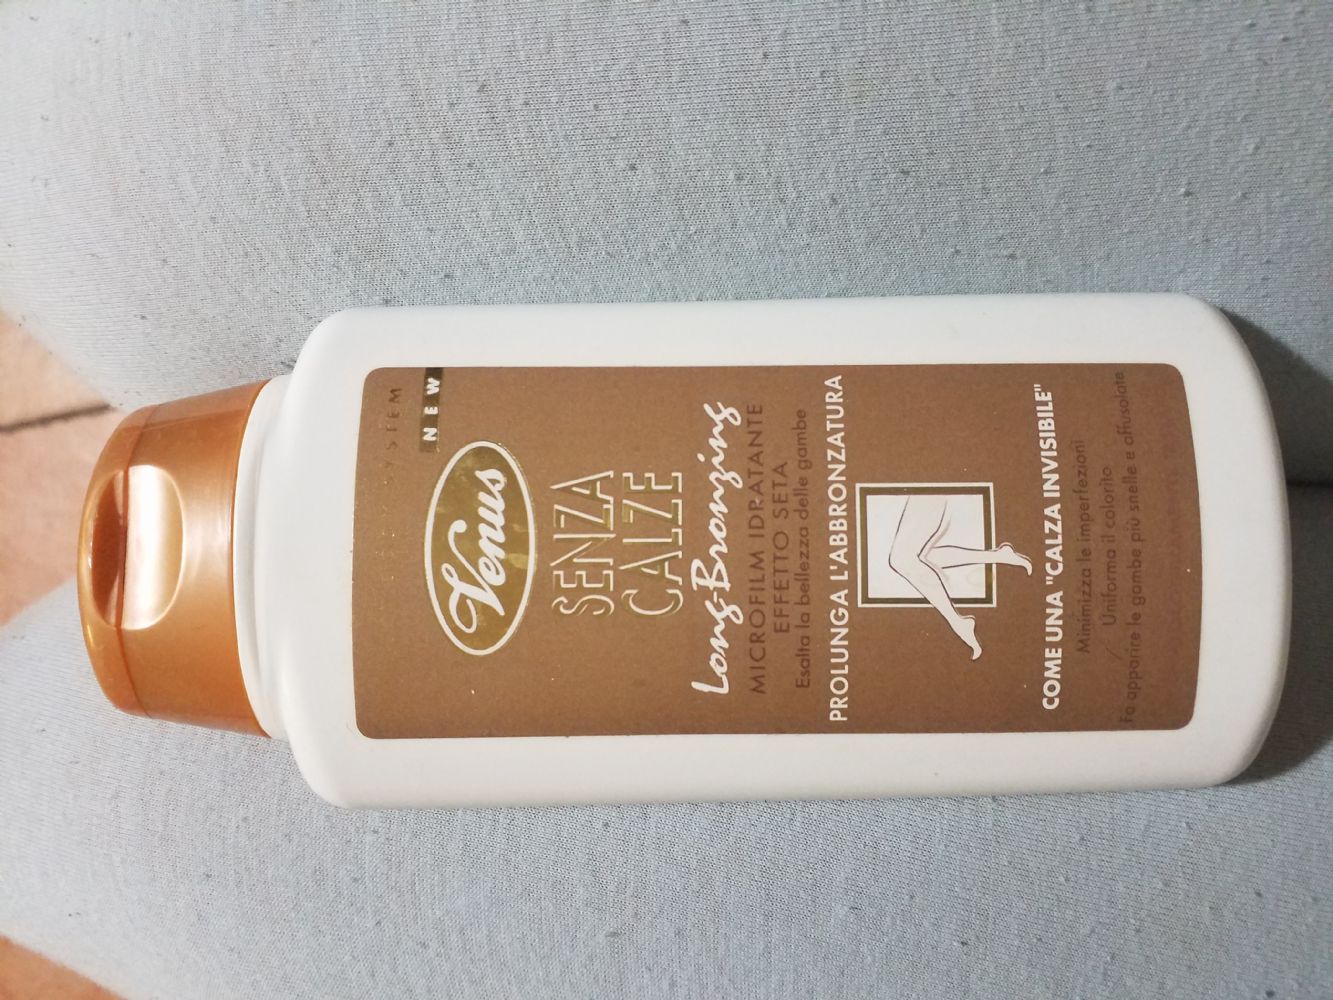 NEW
Venus
SENZA
CALZE
Long-Bronzing
MICROFILM IDRATANTE
EFFETTO SETA
Esalta la bellezza delle gambe
PROLUNGA L'ABBRONZATURA
COME UNA "CALZA INVISIBILE"
Minimizza le imperfezioni
Uniforma il colorito
Fa apparire le gambe più snelle e affusolate